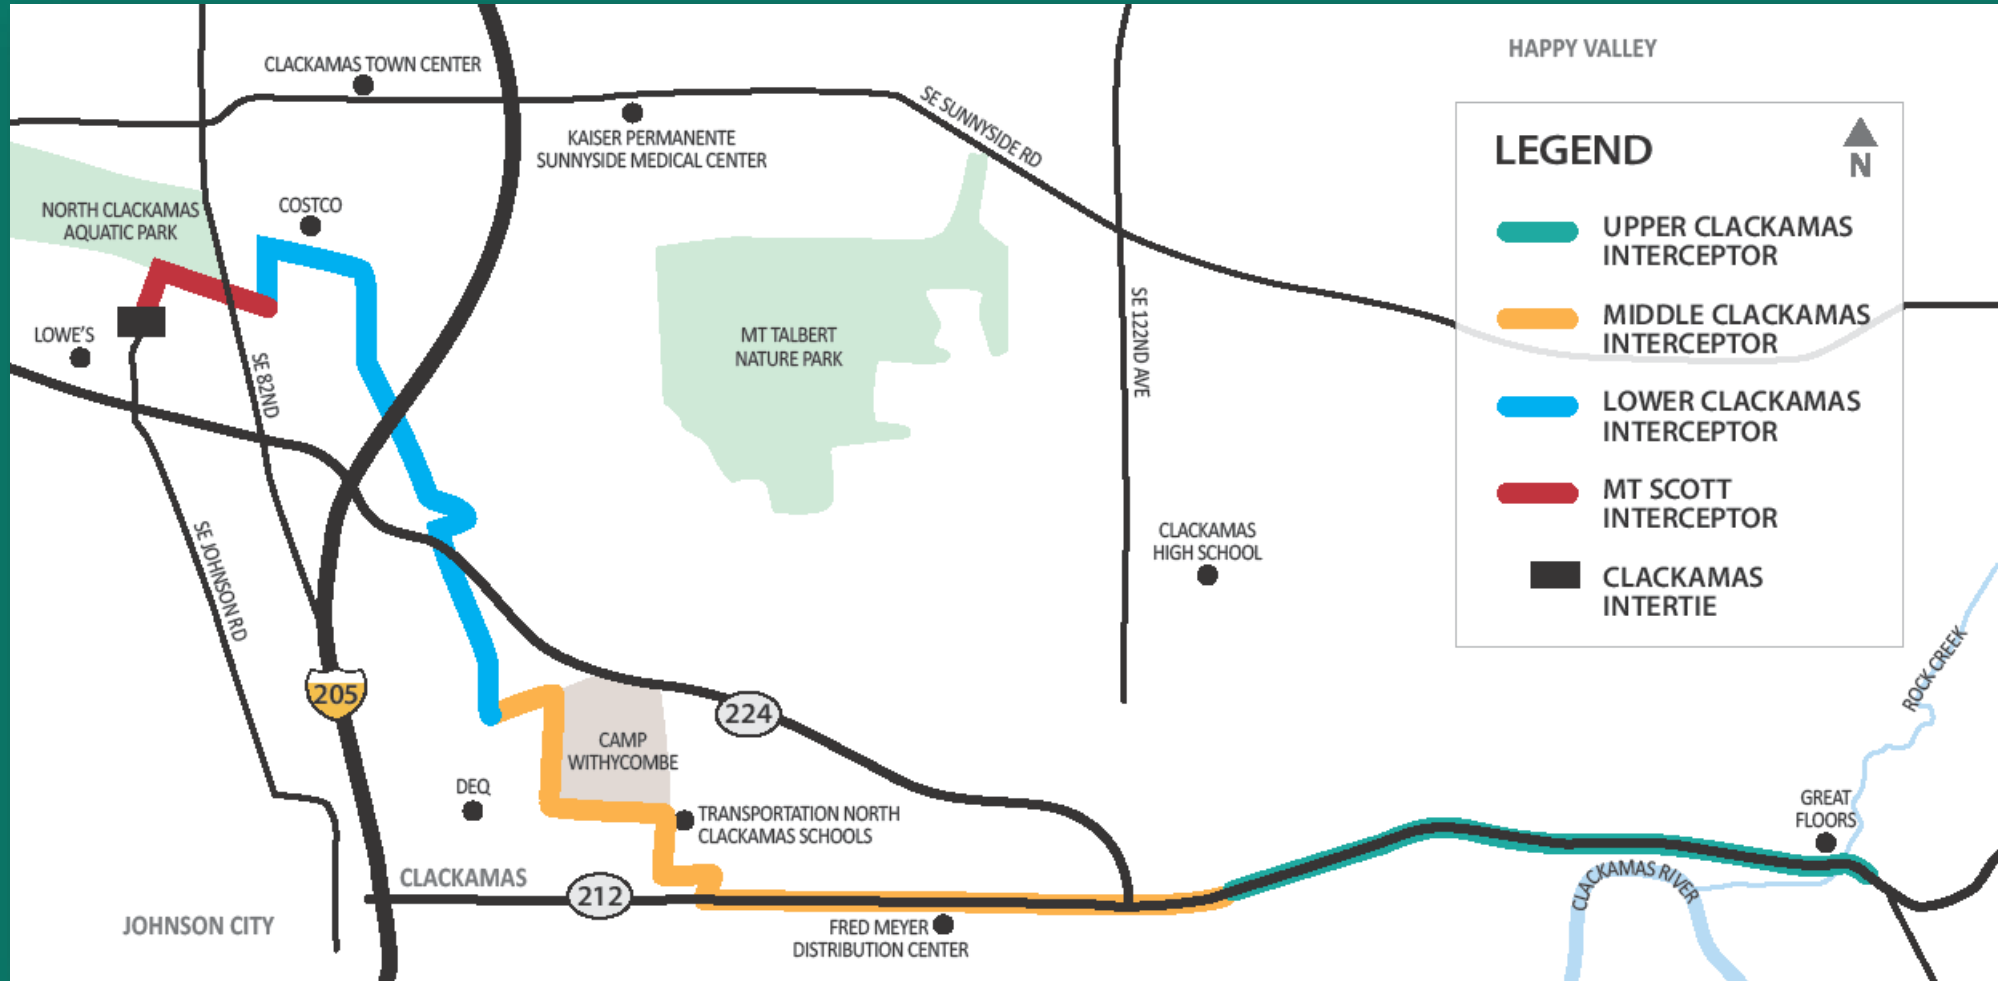 HAPPY VALLEY
CLACKAMAS TOWN CENTER
KAISER PERMANENTE
SUNNYSIDE MEDICAL CENTER
SE SUNNYSIDE RD
NORTH CLACKAMAS
AQUATIC PARK
COSTCO
LOWE'S
SE 82ND
MT TALBERT
NATURE PARK
SE 122ND AVE
CLACKAMAS
HIGH SCHOOL
SE JOHNSON RD
205
224
CAMP
WITHYCOMBE
DEQ
TRANSPORTATION NORTH
CLACKAMAS SCHOOLS
CLACKAMAS
212
JOHNSON CITY
FRED MEYER
DISTRIBUTION CENTER
GREAT
FLOORS
CLACKAMAS RIVER
ROCK CREEK
LEGEND
N
UPPER CLACKAMAS
INTERCEPTOR
MIDDLE CLACKAMAS
INTERCEPTOR
LOWER CLACKAMAS
INTERCEPTOR
MT SCOTT
INTERCEPTOR
CLACKAMAS
INTERTIE